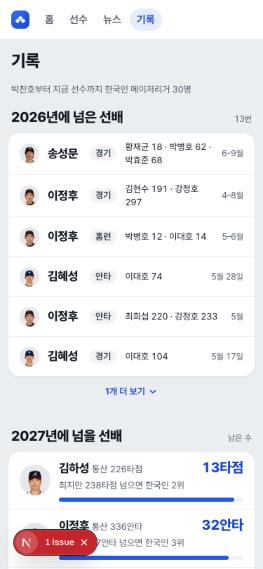 홈 선수 뉴스 기록
기록
박찬호부터 지금 선수까지 한국인 메이저리거 30명
2026년에 넘은 선배 13번
송성문 경기 황재균 18 · 박병호 62 · 6–9월
박효준 68
이정후 경기 김현수 191 · 강정호 4–8월
297
이정후 홈런 박병호 12 · 이대호 14 5–6월
김혜성 안타 이대호 74 5월 28일
이정후 안타 최희섭 220 · 강정호 233 5월
김혜성 경기 이대호 104 5월 17일
1개 더 보기
2027년에 넘을 선배 남은 수
김하성 통산 226타점 13타점
최지만 238타점 넘으면 한국인 2위
이정후 통산 336안타 32안타
7안타 넘으면 한국인 3위
N 1 Issue ×